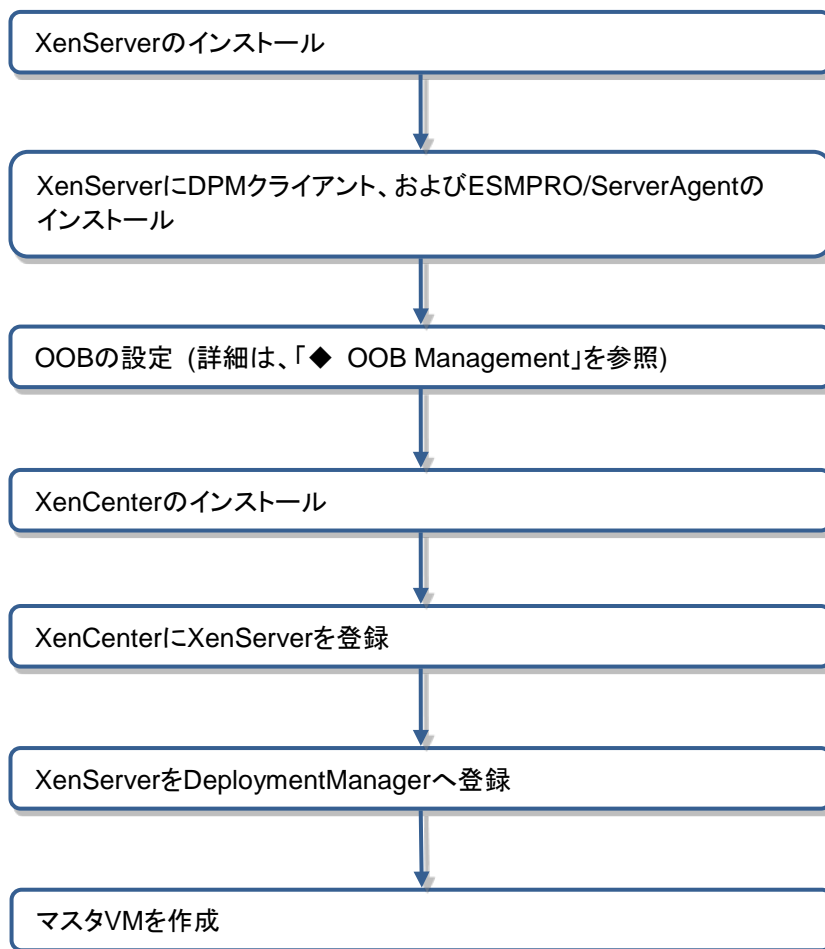 XenServerのインストール
XenServerにDPMクライアント、およびESMPRO/ServerAgentの
インストール
OOBの設定 (詳細は、「◆ OOB Management」を参照)
XenCenterのインストール
XenCenterにXenServerを登録
XenServerをDeploymentManagerへ登録
マスタVMを作成